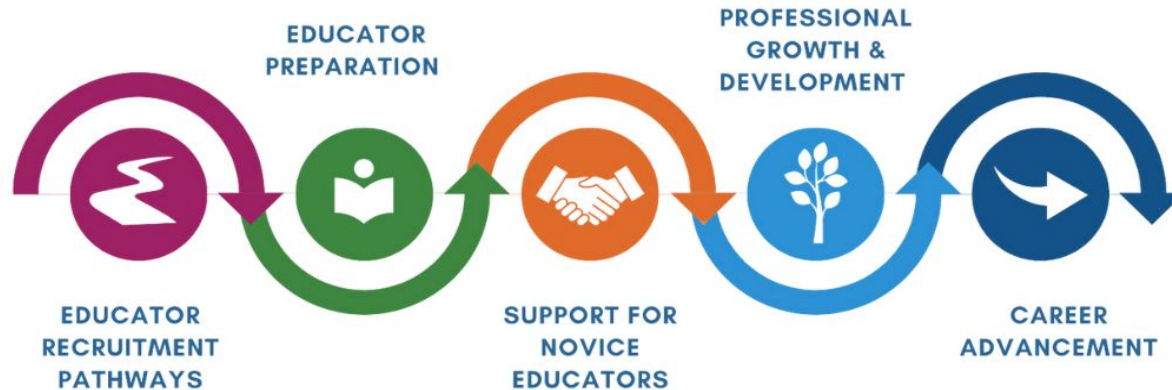 EDUCATOR
RECRUITMENT
PATHWAYS
EDUCATOR
PREPARATION
SUPPORT FOR
NOVICE
EDUCATORS
PROFESSIONAL
GROWTH &
DEVELOPMENT
CAREER
ADVANCEMENT